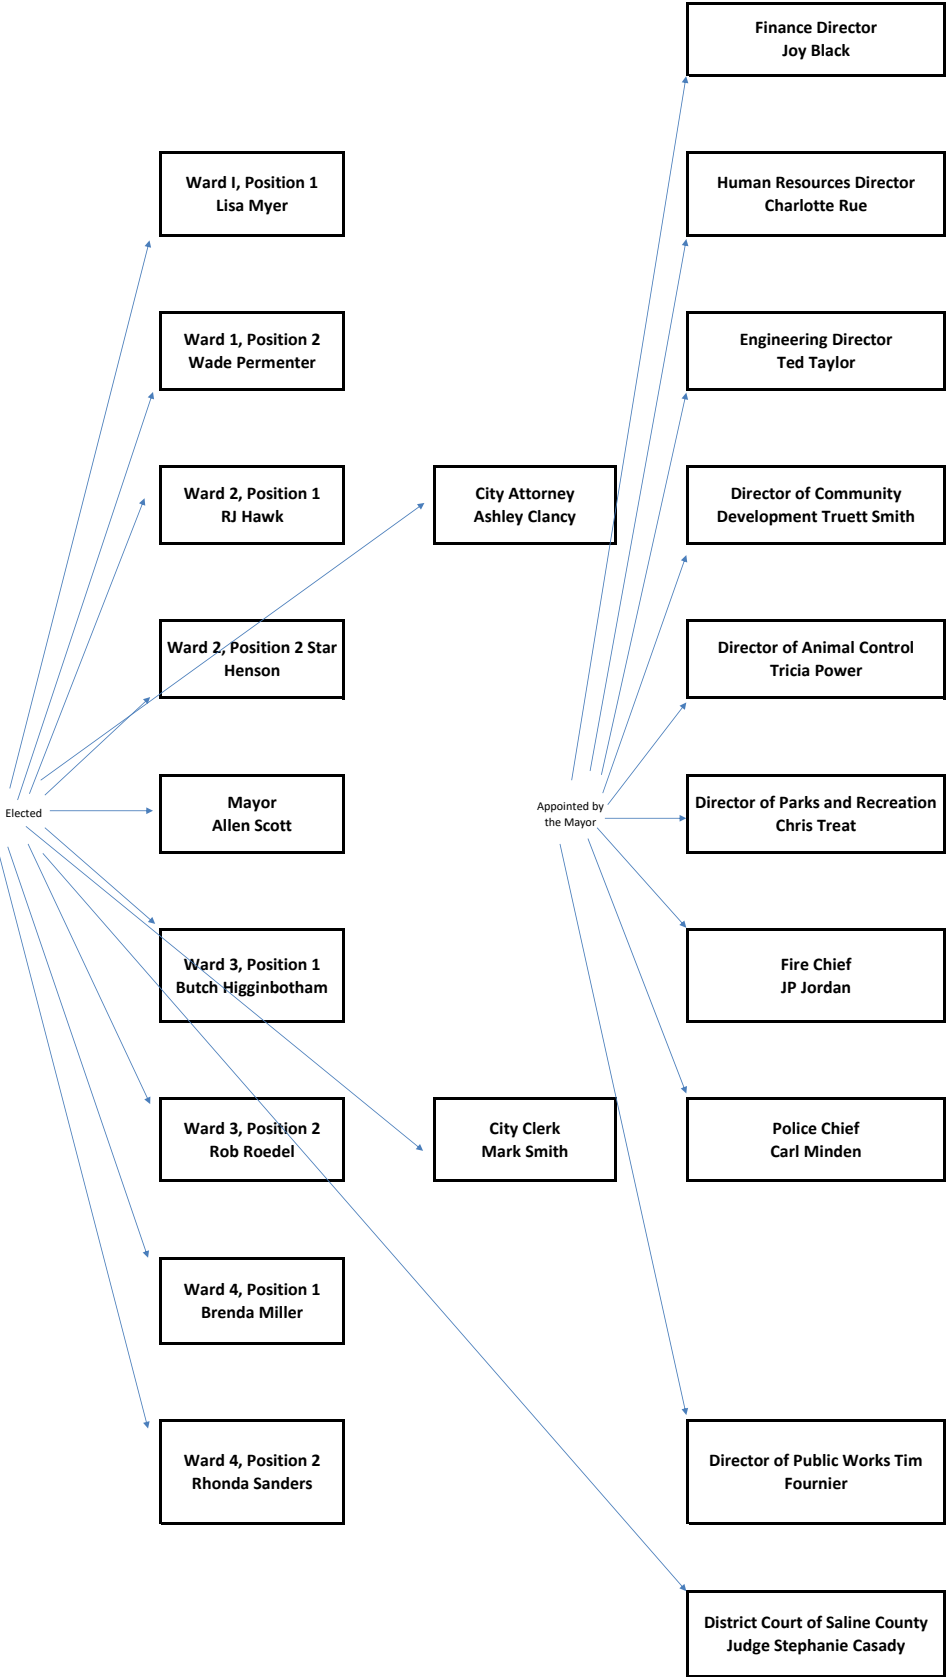 Finance Director
Joy Black
Ward I, Position 1
Lisa Myer
Human Resources Director
Charlotte Rue
Ward 1, Position 2
Wade Permenter
Engineering Director
Ted Taylor
Ward 2, Position 1
RJ Hawk
City Attorney
Ashley Clancy
Director of Community
Development Truett Smith
Ward 2, Position 2 Star
Henson
Director of Animal Control
Tricia Power
Elected
Mayor
Allen Scott
Appointed by
the Mayor
Director of Parks and Recreation
Chris Treat
Ward 3, Position 1
Butch Higginbotham
Fire Chief
JP Jordan
Ward 3, Position 2
Rob Roedel
City Clerk
Mark Smith
Police Chief
Carl Minden
Ward 4, Position 1
Brenda Miller
Ward 4, Position 2
Rhonda Sanders
Director of Public Works Tim
Fournier
District Court of Saline County
Judge Stephanie Casady